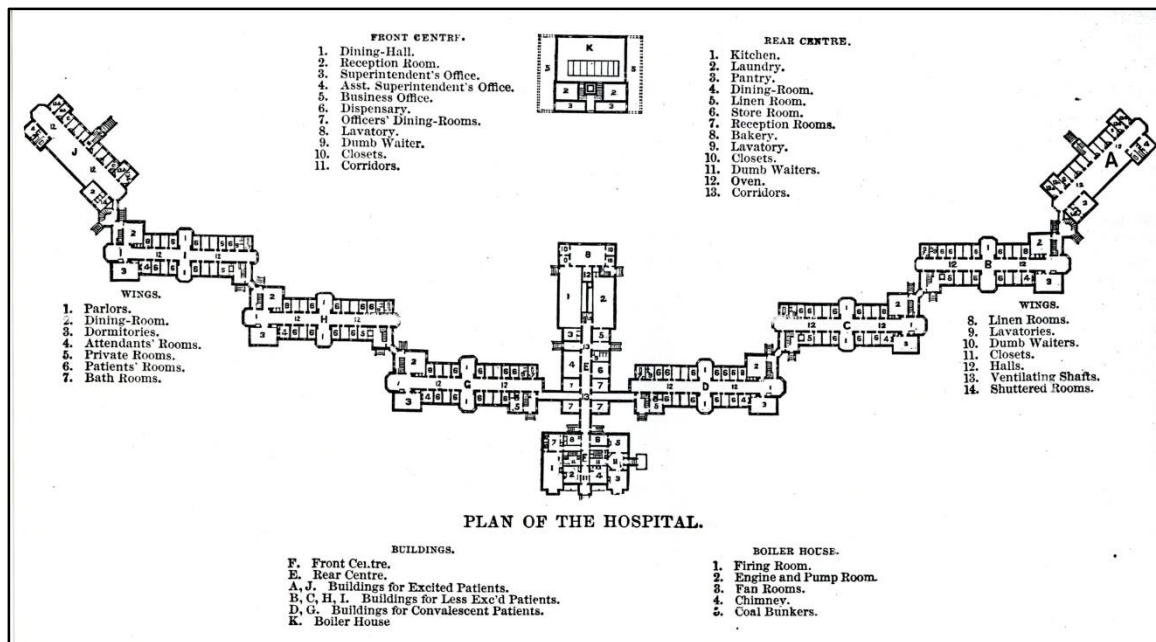 FRONT CENTRE.
1. Dining-Hall.
2. Reception Room.
3. Superintendent's Office.
4. Asst. Superintendent's Office.
5. Business Office.
6. Dispensary.
7. Officers' Dining-Rooms.
8. Lavatory.
9. Dumb Waiter.
10. Closets.
11. Corridors.
REAR CENTRE.
1. Kitchen.
2. Laundry.
3. Pantry.
4. Dining-Room.
5. Linen Room.
6. Store Room.
7. Reception Rooms.
8. Bakery.
9. Lavatory.
10. Closets.
11. Dumb Waiters.
12. Oven.
13. Corridors.
K
J
A
I
B
H
C
G
E
D
F
WINGS.
1. Parlors.
2. Dining-Room.
3. Dormitories.
4. Attendants' Rooms.
5. Private Rooms.
6. Patients' Rooms.
7. Bath Rooms.
WINGS.
8. Linen Rooms.
9. Lavatories.
10. Dumb Waiters.
11. Closets.
12. Halls.
13. Ventilating Shafts.
14. Shuttered Rooms.
PLAN OF THE HOSPITAL.
BUILDINGS.
F. Front Centre.
E. Rear Centre.
A, J. Buildings for Excited Patients.
B, C, H, I. Buildings for Less Exc'd Patients.
D, G. Buildings for Convalescent Patients.
K. Boiler House
BOILER HOUSE.
1. Firing Room.
2. Engine and Pump Room.
3. Fan Rooms.
4. Chimney.
5. Coal Bunkers.